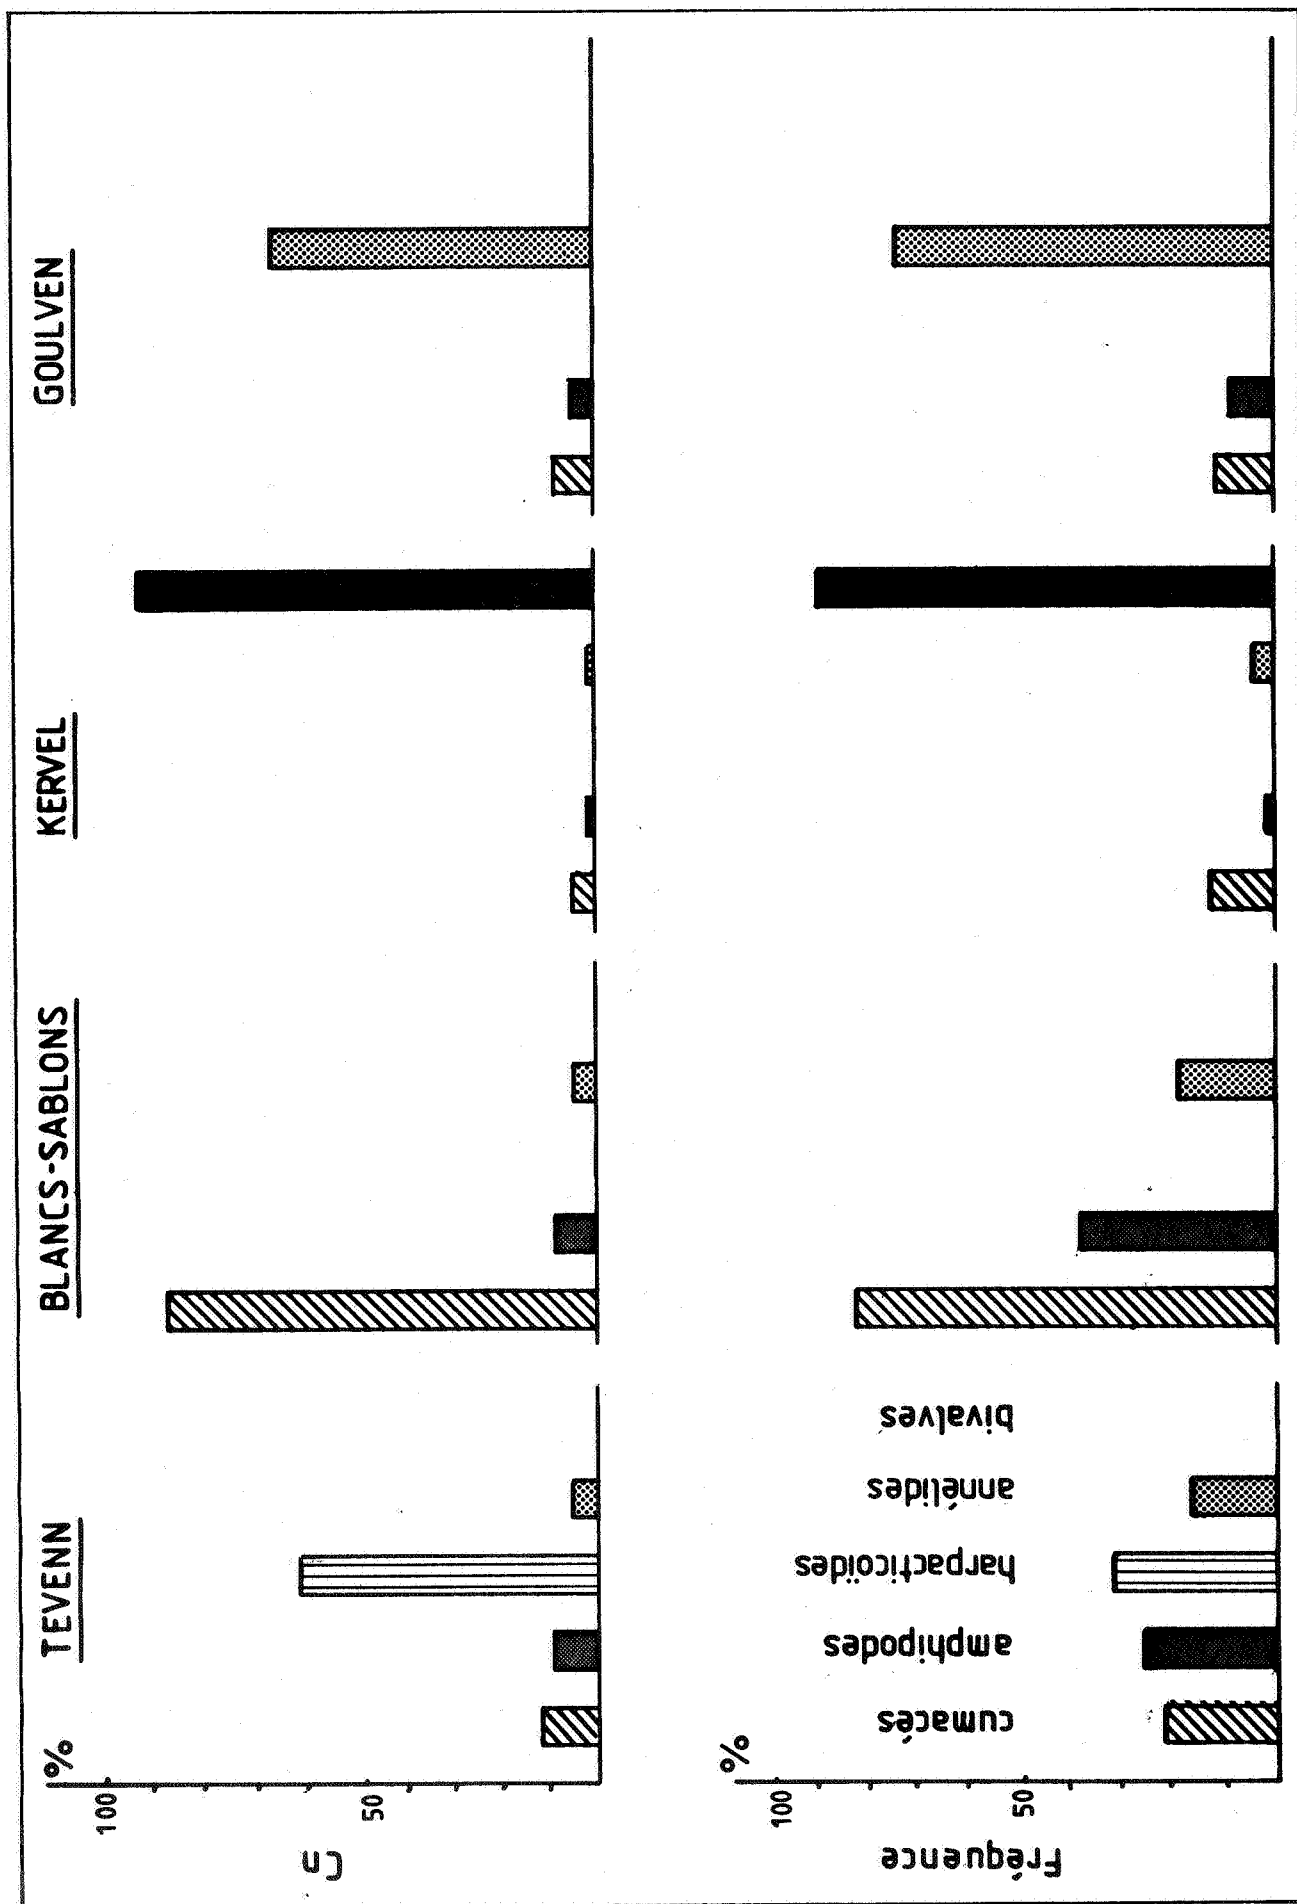 TEVENN
BLANCS-SABLONS
KERVEL
GOULVEN
%
100
50
Cn
%
100
50
Fréquence
cumacés
amphipodes
harpacticoïdes
annélides
bivalves